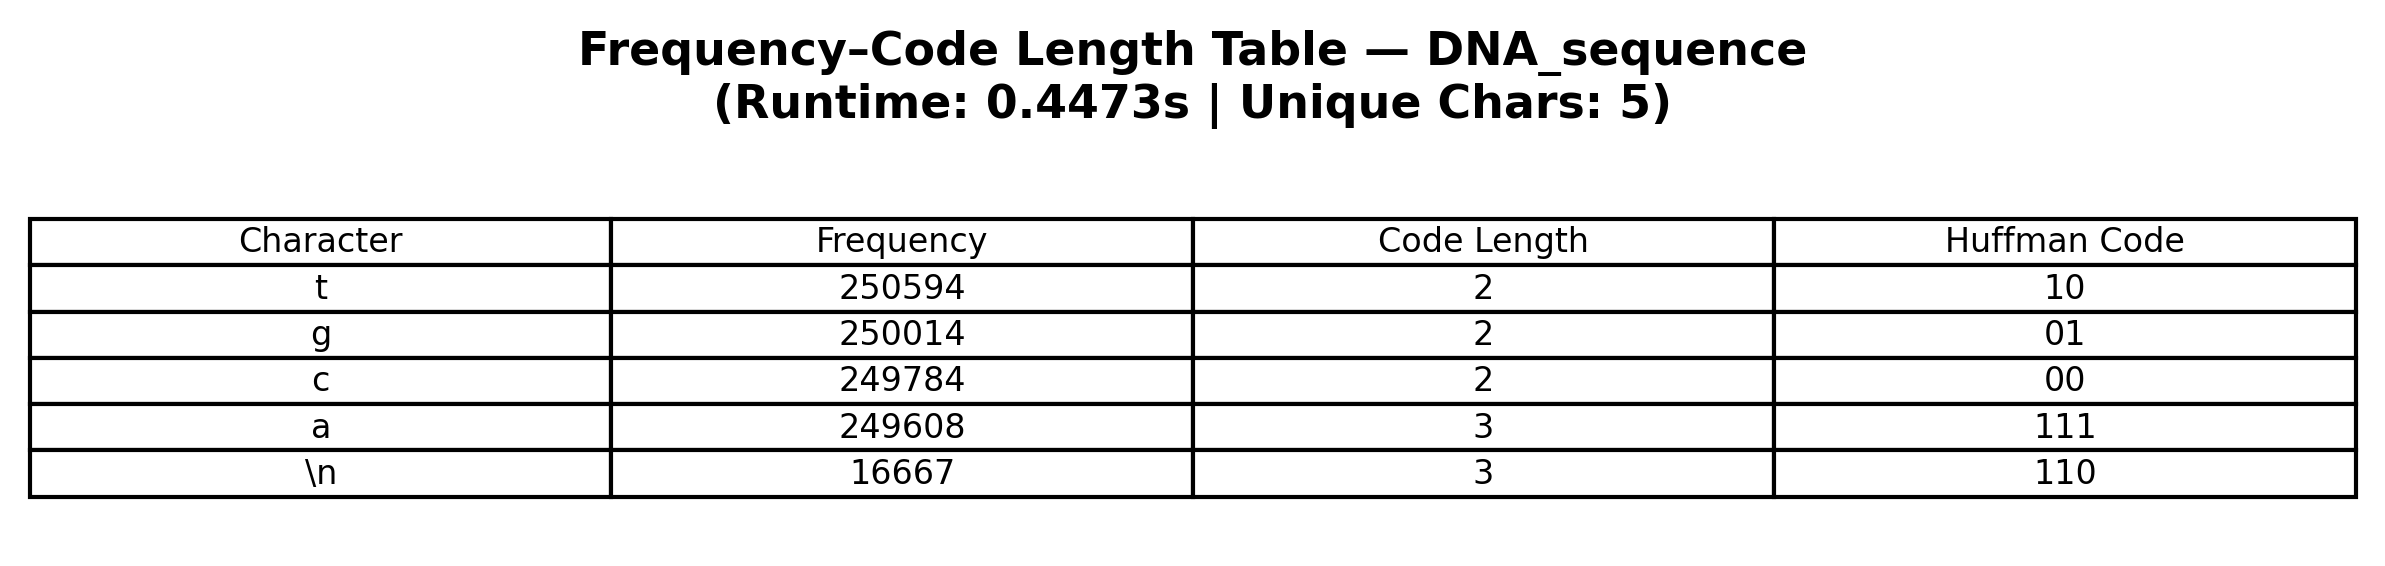 Frequency–Code Length Table — DNA_sequence
(Runtime: 0.4473s | Unique Chars: 5)
Character Frequency Code Length Huffman Code
t 250594 2 10
g 250014 2 01
c 249784 2 00
a 249608 3 111
\n 16667 3 110